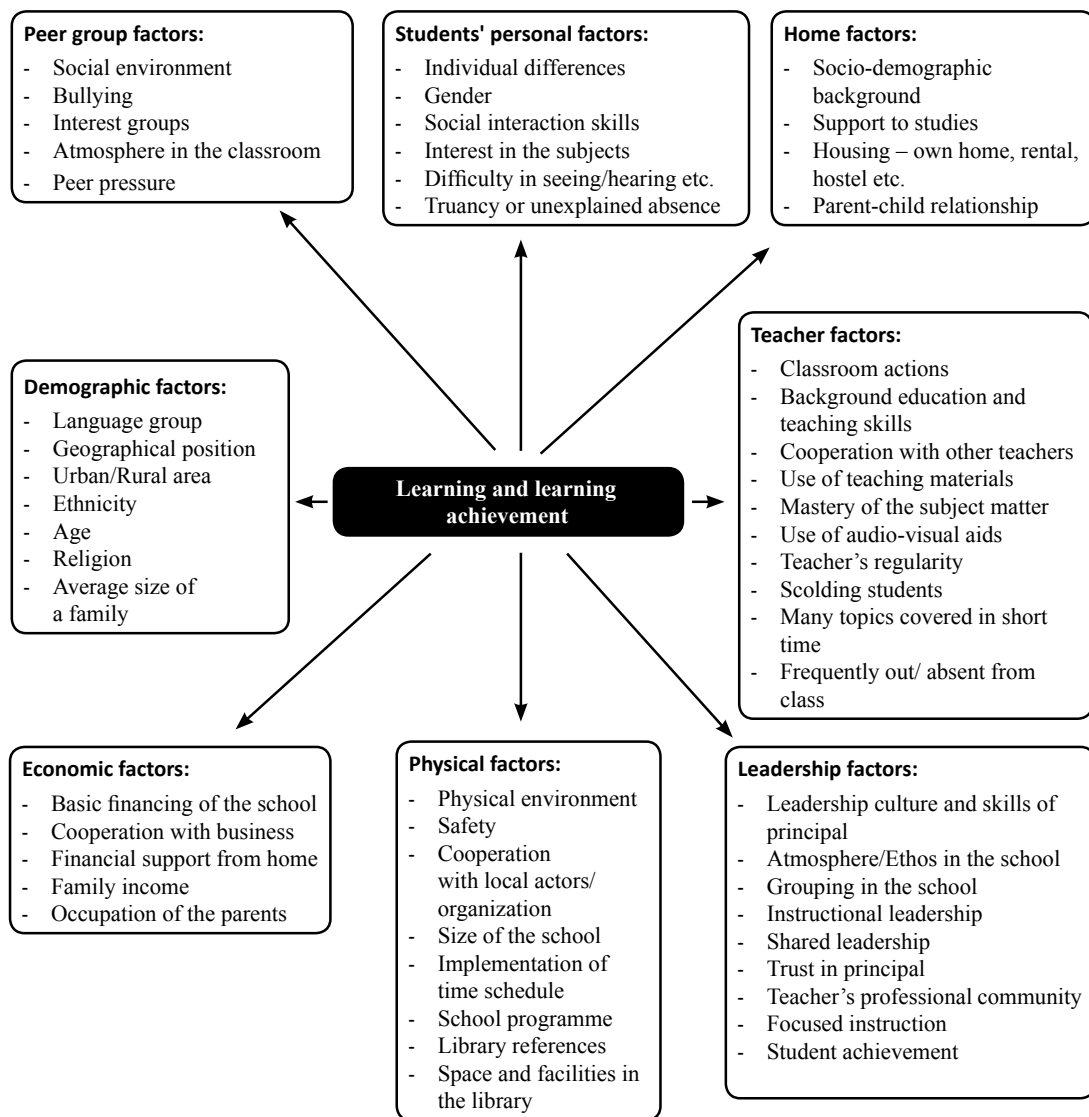 Peer group factors:
- Social environment
- Bullying
- Interest groups
- Atmosphere in the classroom
- Peer pressure
Students' personal factors:
- Individual differences
- Gender
- Social interaction skills
- Interest in the subjects
- Difficulty in seeing/hearing etc.
- Truancy or unexplained absence
Home factors:
- Socio-demographic
background
- Support to studies
- Housing – own home, rental,
hostel etc.
- Parent-child relationship
Demographic factors:
- Language group
- Geographical position
- Urban/Rural area
- Ethnicity
- Age
- Religion
- Average size of
a family
Learning and learning
achievement
Teacher factors:
- Classroom actions
- Background education and
teaching skills
- Cooperation with other teachers
- Use of teaching materials
- Mastery of the subject matter
- Use of audio-visual aids
- Teacher’s regularity
- Scolding students
- Many topics covered in short
time
- Frequently out/ absent from
class
Economic factors:
- Basic financing of the school
- Cooperation with business
- Financial support from home
- Family income
- Occupation of the parents
Physical factors:
- Physical environment
- Safety
- Cooperation
with local actors/
organization
- Size of the school
- Implementation of
time schedule
- School programme
- Library references
- Space and facilities in
the library
Leadership factors:
- Leadership culture and skills of
principal
- Atmosphere/Ethos in the school
- Grouping in the school
- Instructional leadership
- Shared leadership
- Trust in principal
- Teacher’s professional community
- Focused instruction
- Student achievement